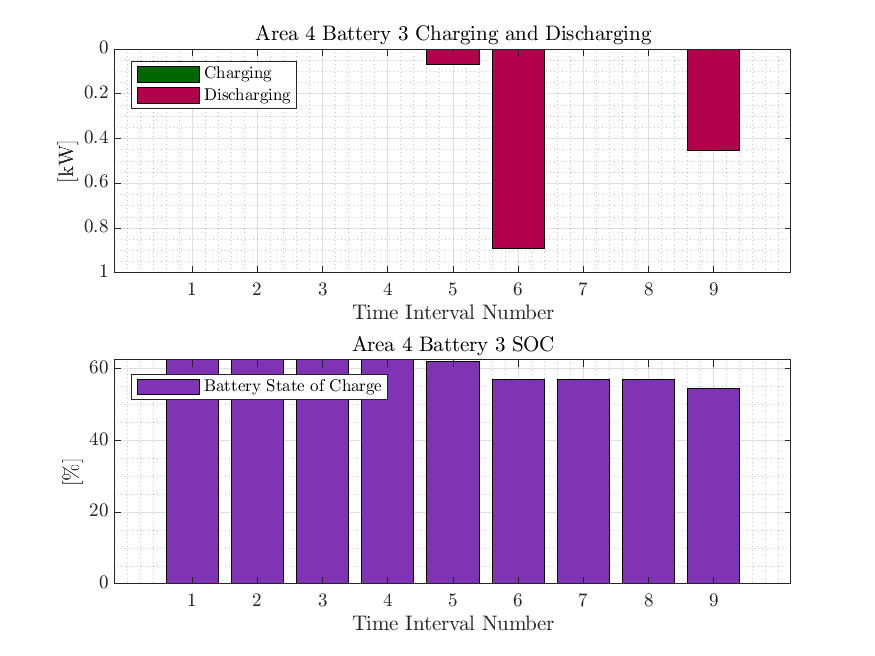 Area 4 Battery 3 Charging and Discharging
0
0.2
0.4
0.6
0.8
1
[kW]
Charging
Discharging
1 2 3 4 5 6 7 8 9
Time Interval Number
Area 4 Battery 3 SOC
60
40
20
0
[%]
Battery State of Charge
1 2 3 4 5 6 7 8 9
Time Interval Number